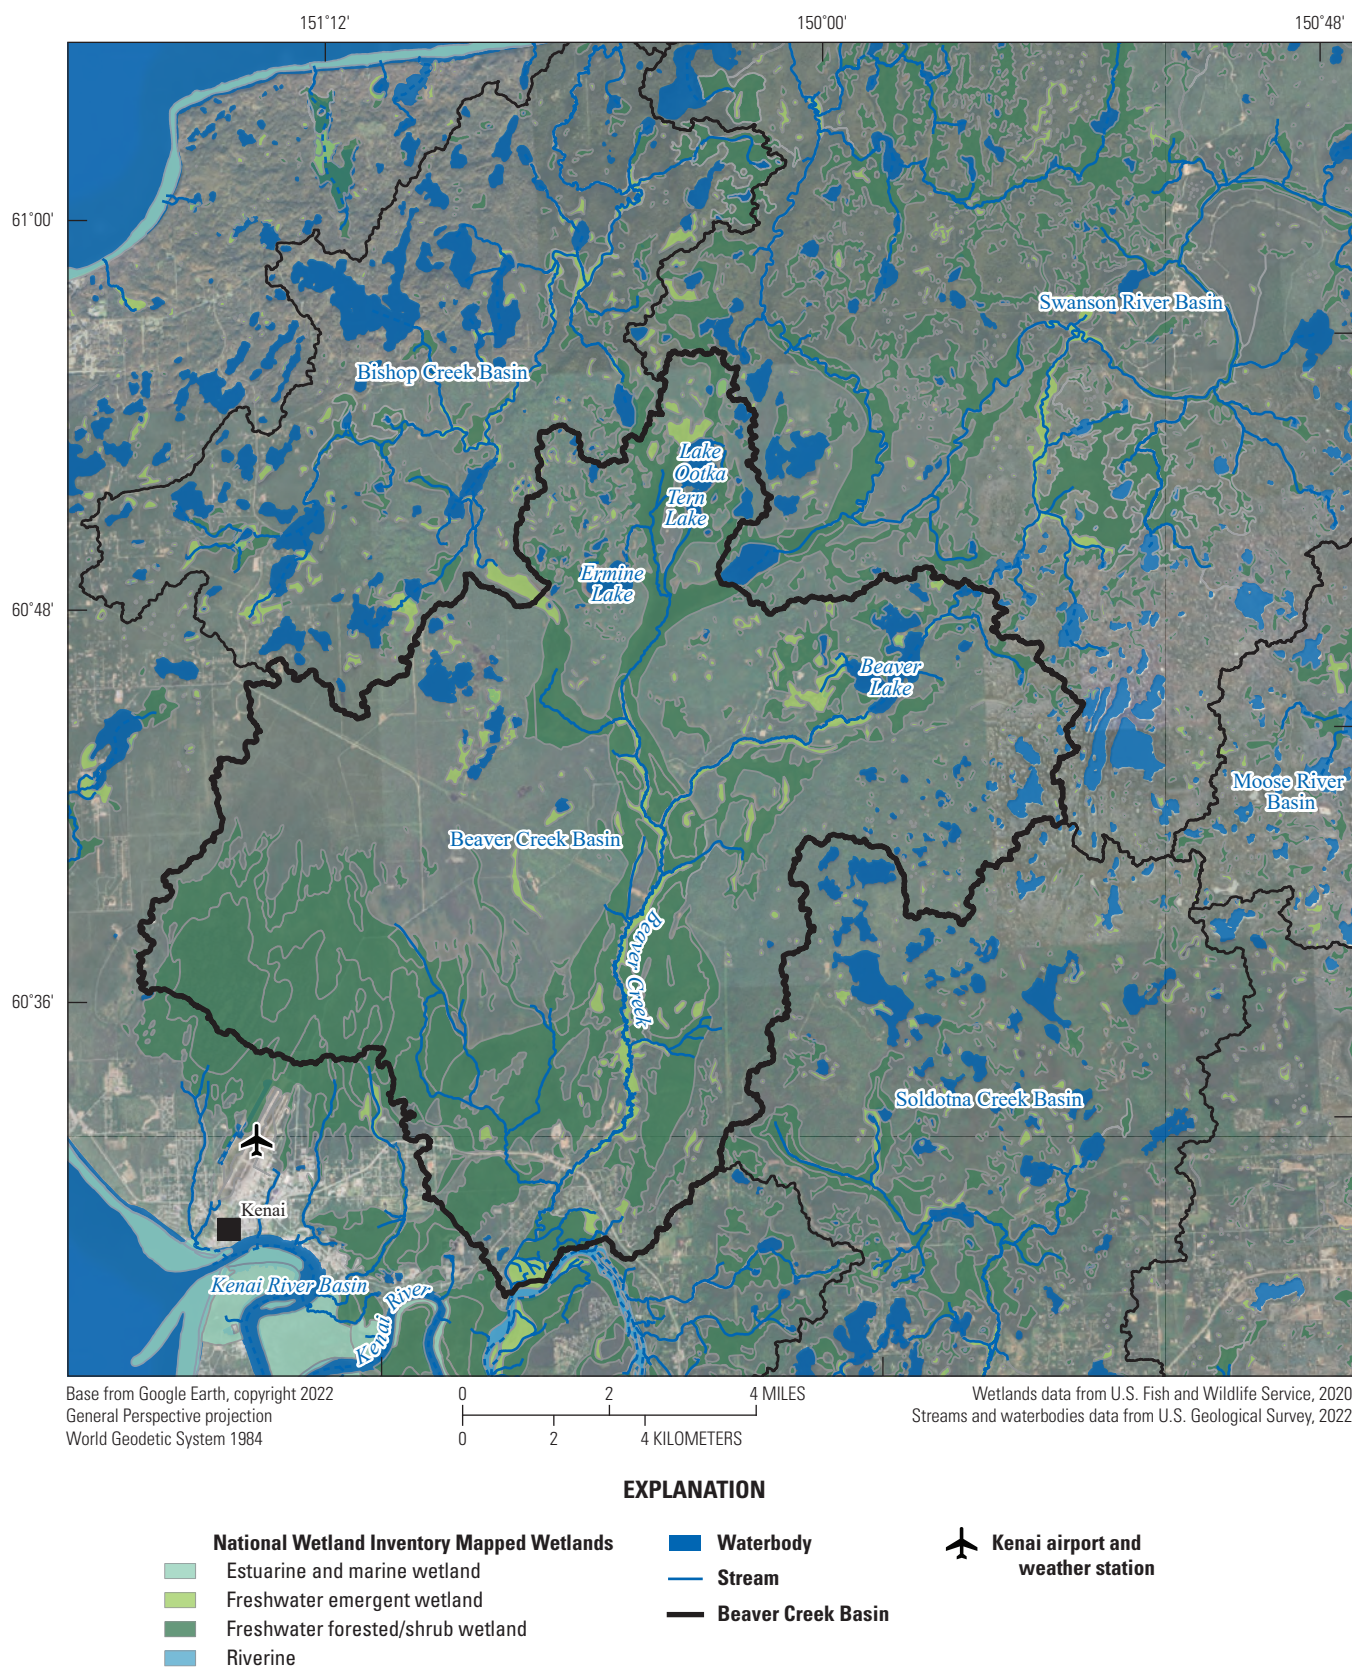 151°12'
150°00'
150°48'
61°00'
Swanson River Basin
Bishop Creek Basin
Lake
Ootka
Tern
Lake
Ermine
Lake
60°48'
Beaver
Lake
Moose River
Basin
Beaver Creek Basin
Beaver Creek
60°36'
Soldotna Creek Basin
Kenai
Kenai River Basin
Kenai River
Base from Google Earth, copyright 2022
General Perspective projection
World Geodetic System 1984
0 2 4 MILES
0 2 4 KILOMETERS
Wetlands data from U.S. Fish and Wildlife Service, 2020
Streams and waterbodies data from U.S. Geological Survey, 2022
EXPLANATION
National Wetland Inventory Mapped Wetlands
Estuarine and marine wetland
Freshwater emergent wetland
Freshwater forested/shrub wetland
Riverine
Waterbody
Stream
Beaver Creek Basin
Kenai airport and
weather station